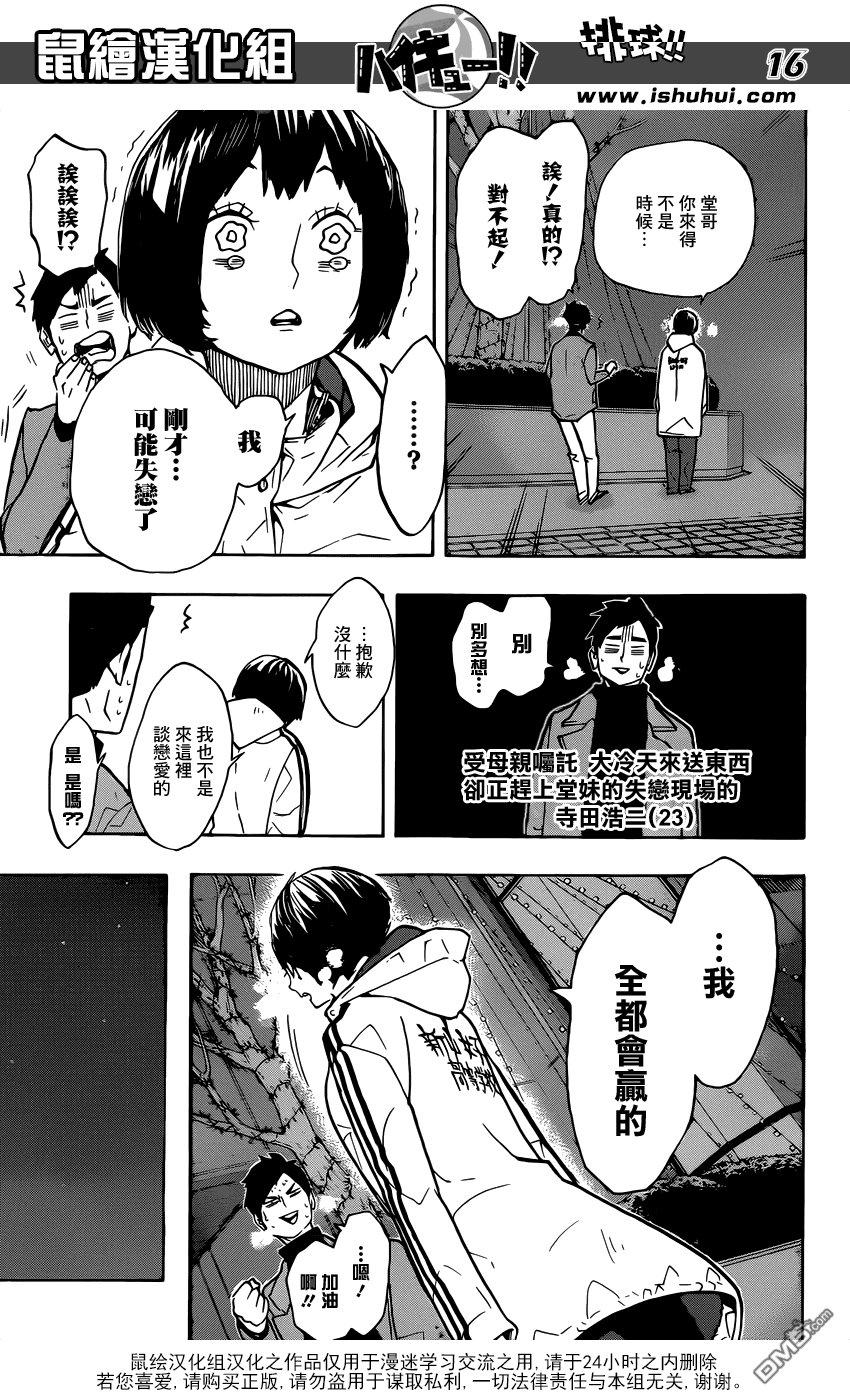 鼠繪漢化組
ハイキュー!!
排球!!
16
www.ishuhui.com
堂哥
你來得
不是
時候…
誒!真的!?
對不起!
………?
我
剛才…
可能失戀了
誒誒誒!?
別
別多想…
受母親囑託 大冷天來送東西
卻正趕上堂妹的失戀現場的
寺田浩二(23)
…抱歉
沒什麼
我也不是
來這裡
談戀愛的
是 是嗎??
…我
全都會贏的
…嗯!
加油
啊!!
鼠绘汉化组汉化之作品仅用于漫迷学习交流之用, 请于24小时之内删除
若您喜爱, 请购买正版, 请勿用于谋取私利, 一切法律责任与本组无关, 谢谢.
DMB.com